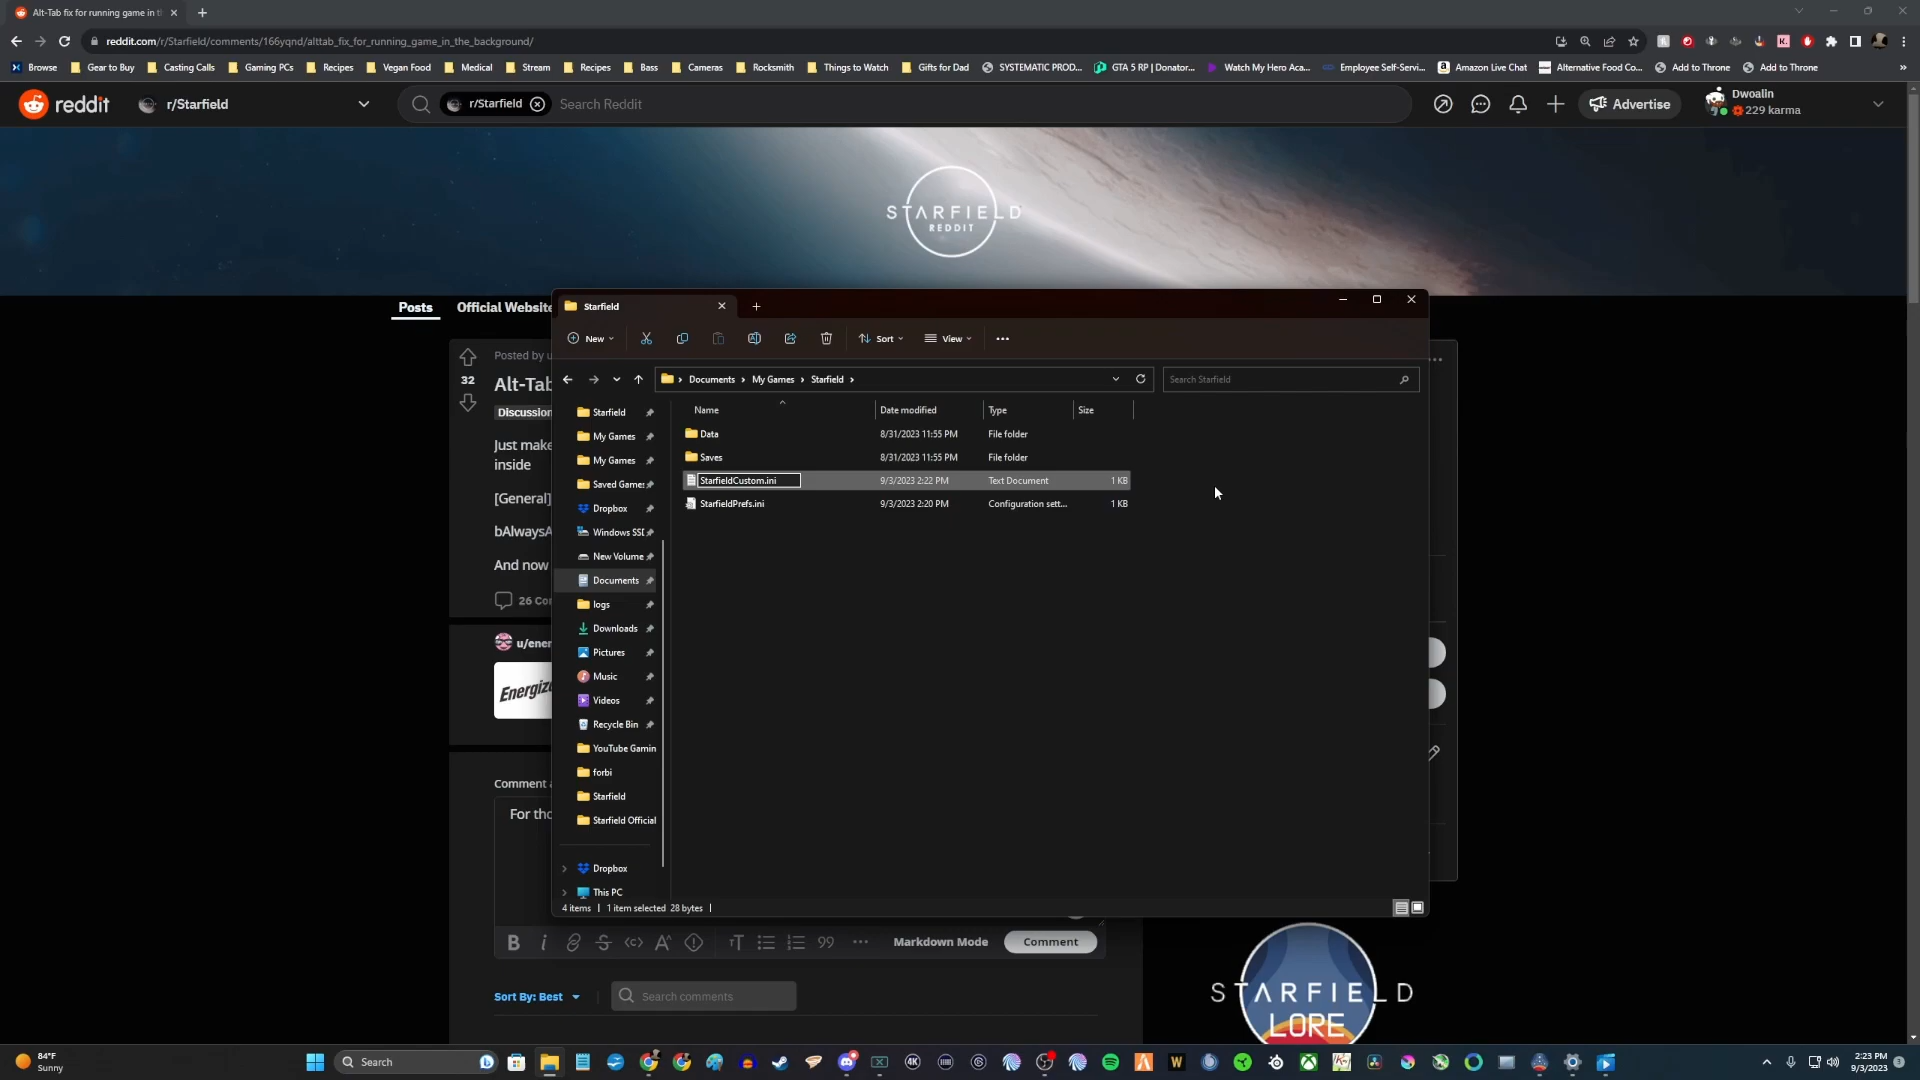 Alt-Tab fix for running game in t
reddit.com/r/Starfield/comments/166yqnd/alttab_fix_for_running_game_in_the_background/
Browse
Gear to Buy
Casting Calls
Gaming PCs
Recipes
Vegan Food
Medical
Stream
Recipes
Bass
Cameras
Rocksmith
Things to Watch
Gifts for Dad
SYSTEMATIC PROD...
GTA 5 RP | Donator...
Watch My Hero Aca...
Employee Self-Servi...
Amazon Live Chat
Alternative Food Co...
Add to Throne
Add to Throne
reddit
r/Starfield
r/Starfield
Search Reddit
Advertise
Dwoalin
229 karma
STARFIELD
REDDIT
Posts
Official Website
Posted by u
32
Alt-Tab
Discussion
Just make
inside
[General]
bAlwaysA
And now
26 Con
u/ener
Energize
Comment a
For tho
Starfield
New
Sort
View
Documents
My Games
Starfield
Search Starfield
Name
Date modified
Type
Size
Data
8/31/2023 11:55 PM
File folder
Saves
8/31/2023 11:55 PM
File folder
StarfieldCustom.ini
9/3/2023 2:22 PM
Text Document
1 KB
StarfieldPrefs.ini
9/3/2023 2:20 PM
Configuration sett...
1 KB
Starfield
My Games
My Games
Saved Games
Dropbox
Windows SSD
New Volume
Documents
logs
Downloads
Pictures
Music
Videos
Recycle Bin
YouTube Gamin
forbi
Starfield
Starfield Official
Dropbox
This PC
4 items
1 item selected 28 bytes
Markdown Mode
Comment
Sort By: Best
Search comments
STARFIELD
LORE
84°F
Sunny
Search
2:23 PM
9/3/2023